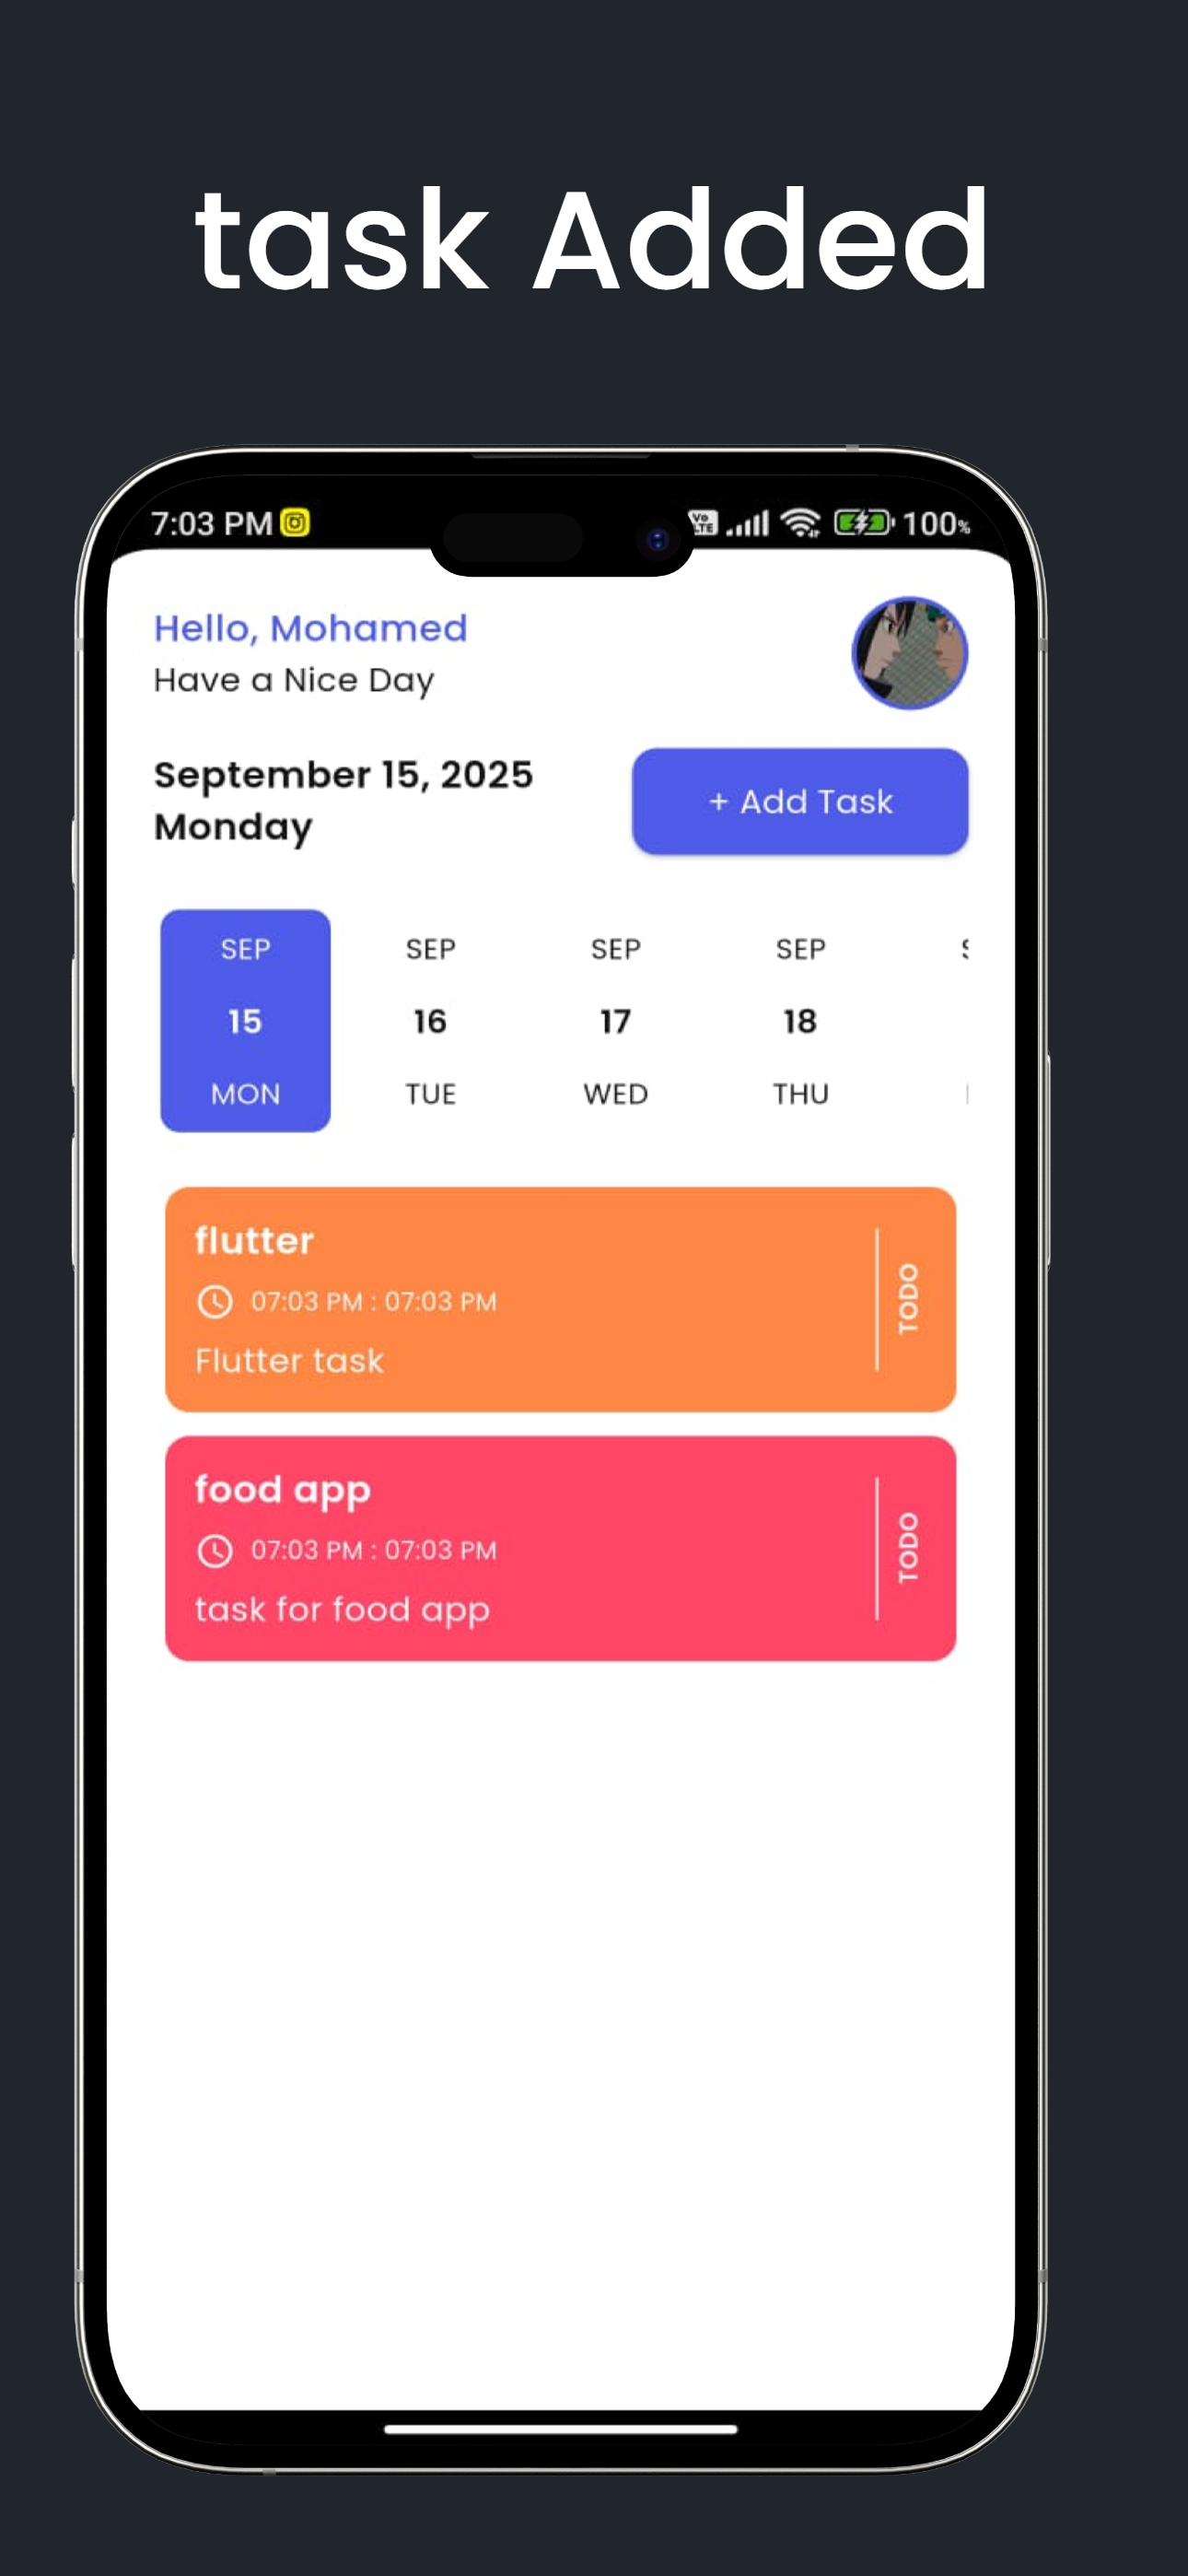 task Added
7:03 PM
Vo LTE
100%
Hello, Mohamed
Have a Nice Day
September 15, 2025
Monday
+ Add Task
SEP SEP SEP SEP
15 16 17 18
MON TUE WED THU
flutter
07:03 PM : 07:03 PM
Flutter task
TODO
food app
07:03 PM : 07:03 PM
task for food app
TODO